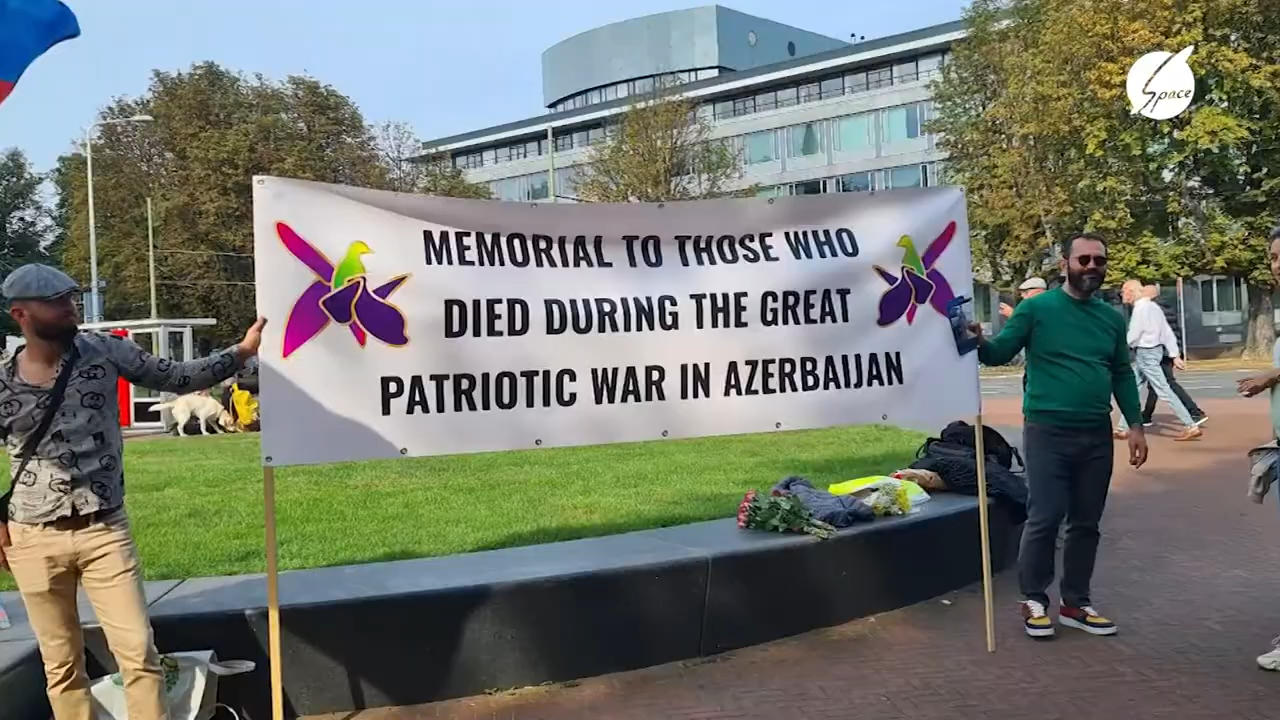 Space
MEMORIAL TO THOSE WHO
DIED DURING THE GREAT
PATRIOTIC WAR IN AZERBAIJAN